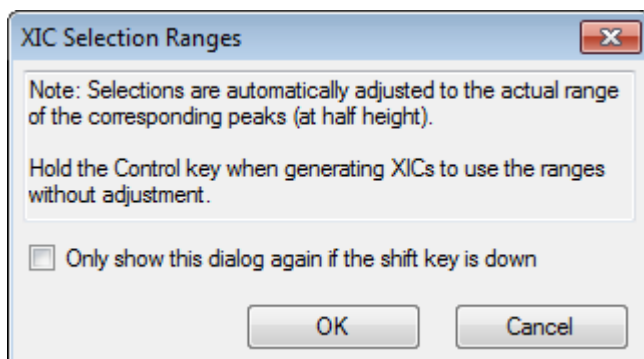 XIC Selection Ranges
Note: Selections are automatically adjusted to the actual range
of the corresponding peaks (at half height).
Hold the Control key when generating XICs to use the ranges
without adjustment.
Only show this dialog again if the shift key is down
OK
Cancel